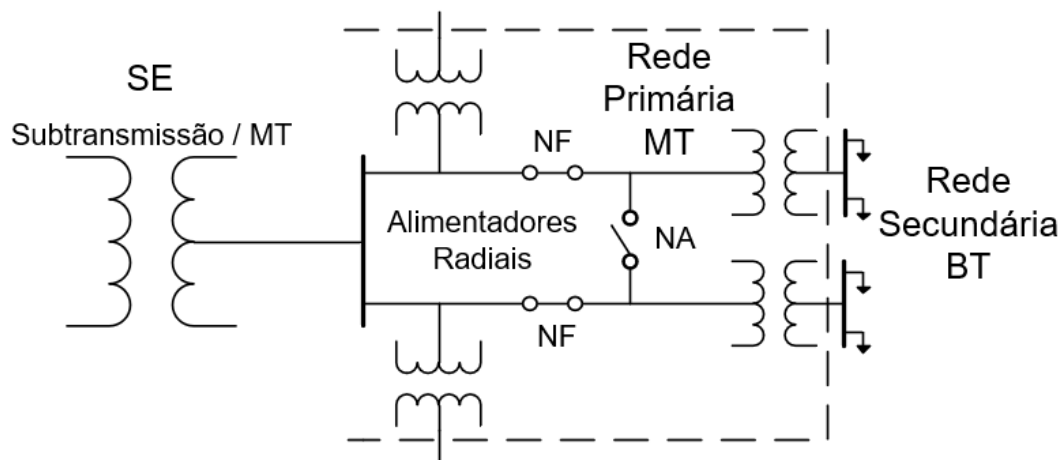 SE
Subtransmissão / MT
Rede
Primária
MT
NF
Alimentadores
Radiais
NA
NF
Rede
Secundária
BT